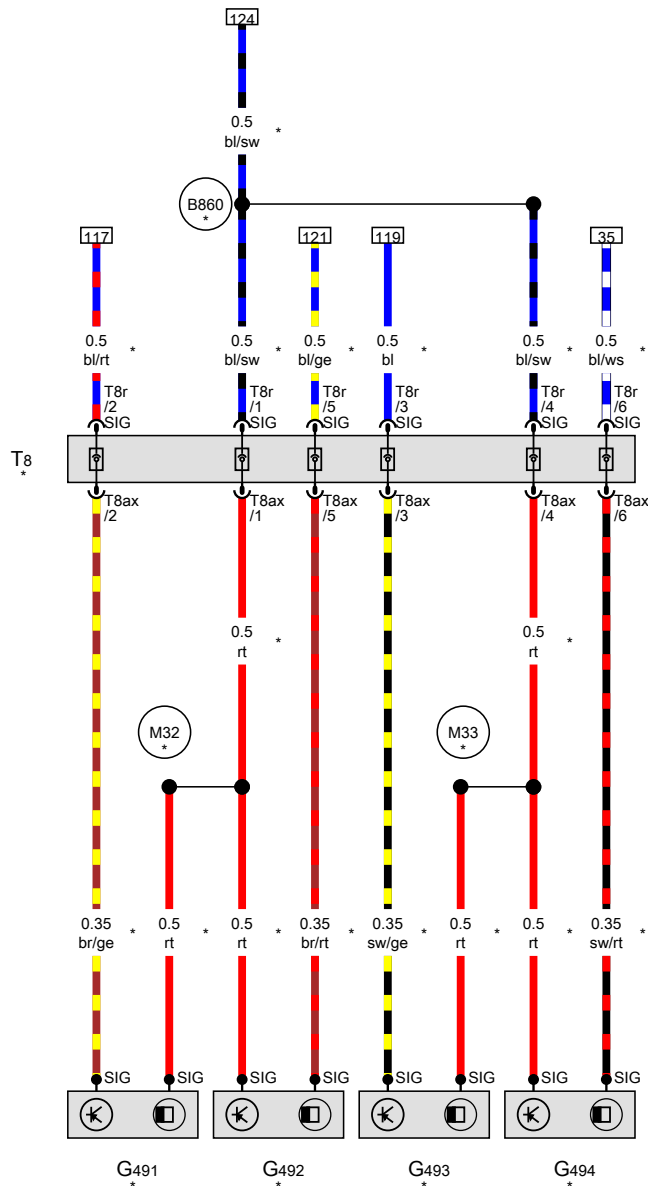 124
0.5
bl/sw *
B860
*
117
121
119
35
0.5
bl/rt *
0.5
bl/sw *
0.5
bl/ge *
0.5
bl *
0.5
bl/sw *
0.5
bl/ws *
T8r
/2
SIG
T8r
/1
SIG
T8r
/5
SIG
T8r
/3
SIG
T8r
/4
SIG
T8r
/6
SIG
T8
*
T8ax
/2
T8ax
/1
T8ax
/5
T8ax
/3
T8ax
/4
T8ax
/6
0.5
rt *
0.5
rt *
M32
*
M33
*
0.35
br/ge *
0.5
rt *
0.5
rt *
0.35
br/rt *
0.35
sw/ge *
0.5
rt *
0.5
rt *
0.35
sw/rt *
SIG
SIG
SIG
SIG
SIG
SIG
SIG
SIG
G491
*
G492
*
G493
*
G494
*